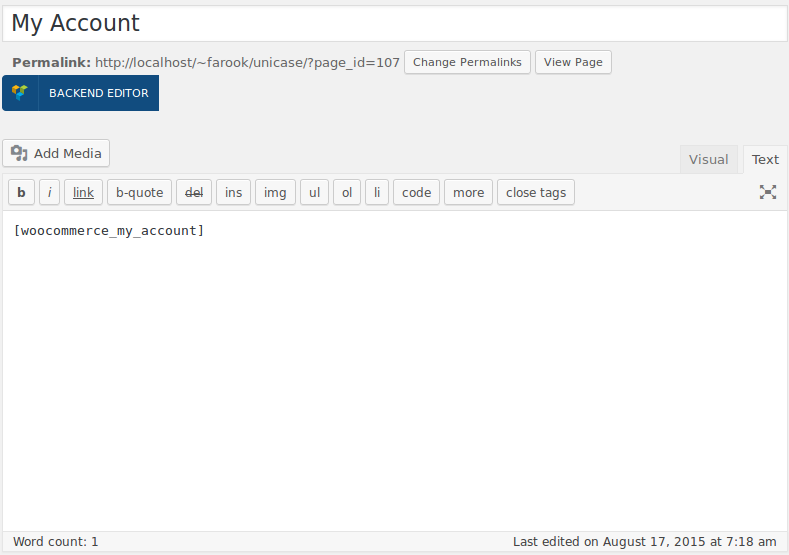 My Account
Permalink: http://localhost/~farook/unicase/?page_id=107 Change Permalinks View Page
BACKEND EDITOR
Add Media Visual Text
b i link b-quote del ins img ul ol li code more close tags
[woocommerce_my_account]
Word count: 1 Last edited on August 17, 2015 at 7:18 am